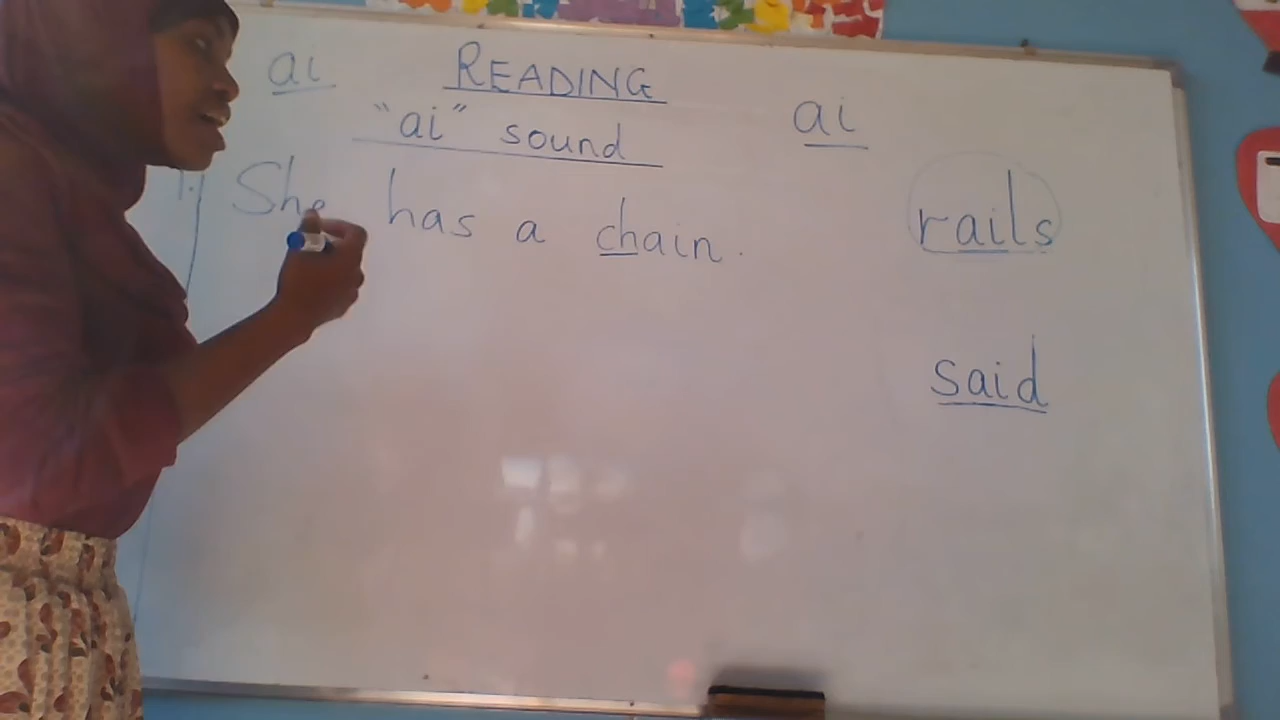 ai
READING
"ai" sound
ai
1. She has a chain.
rails
said